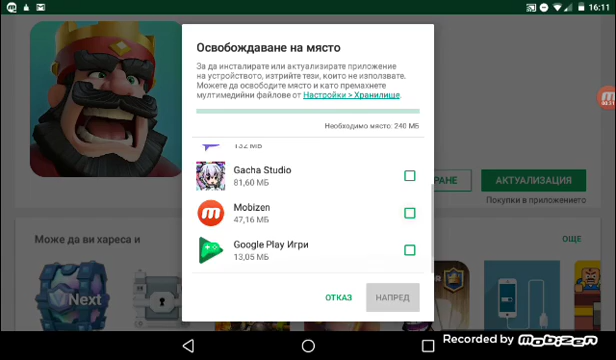 16:11
Освобождаване на място
За да инсталирате или актуализирате приложение
на устройството, изтрийте тези, които не използвате.
Можете да освободите място и като премахнете
мултимедийни файлове от Настройки > Хранилище.
Необходимо място: 240 МБ
132 МБ
Gacha Studio
81,60 МБ
Mobizen
47,16 МБ
Google Play Игри
13,05 МБ
ОТКАЗ
НАПРЕД
РАНЕ
АКТУАЛИЗАЦИЯ
Покупки в приложението
Може да ви хареса и
ОЩЕ
Next
Recorded by mobizen